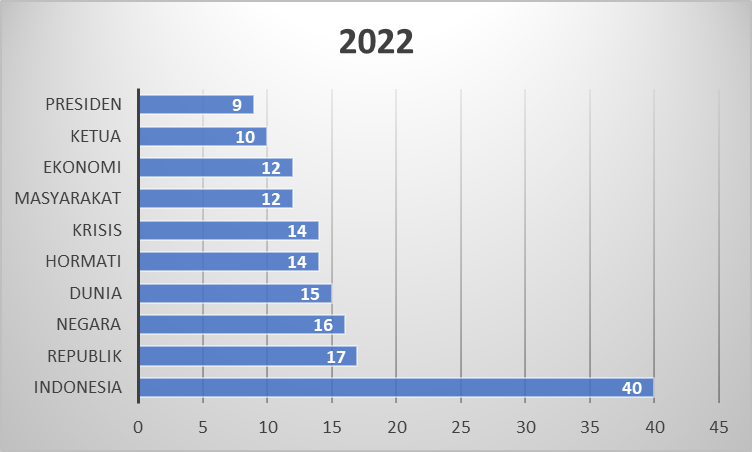 2022
PRESIDEN 9
KETUA 10
EKONOMI 12
MASYARAKAT 12
KRISIS 14
HORMATI 14
DUNIA 15
NEGARA 16
REPUBLIK 17
INDONESIA 40
0 5 10 15 20 25 30 35 40 45